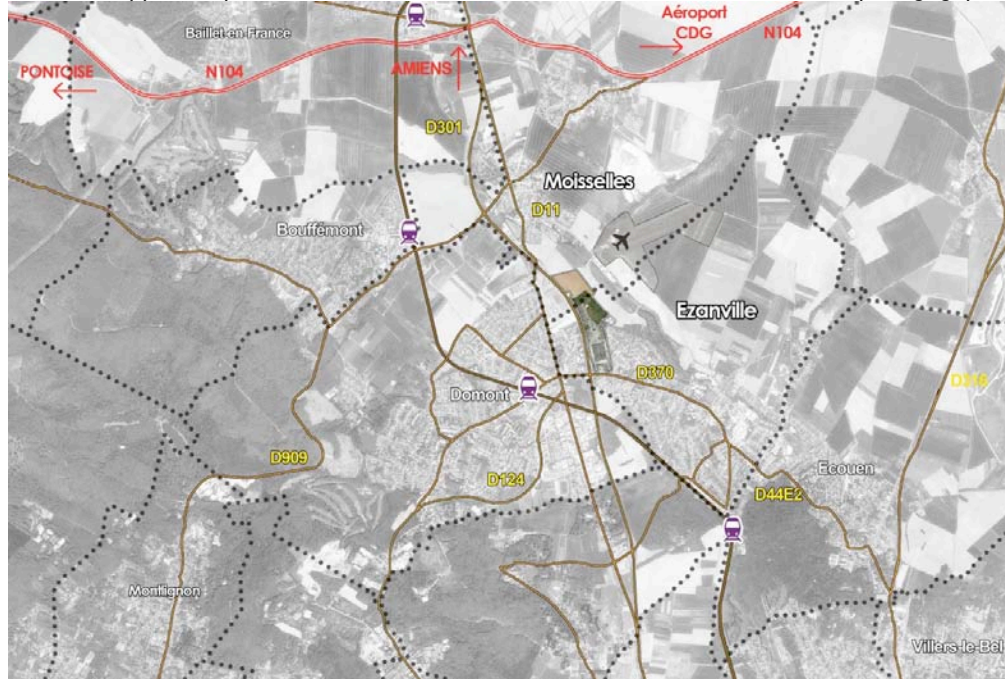 Baillet-en-France
Aéroport
CDG
N104
PONTOISE
N104
AMIENS
D301
Moisselles
D11
Bouffémont
Ezanville
D370
Domont
D909
D124
Ecouen
D44E2
Montlignon
Villers-le-Bel